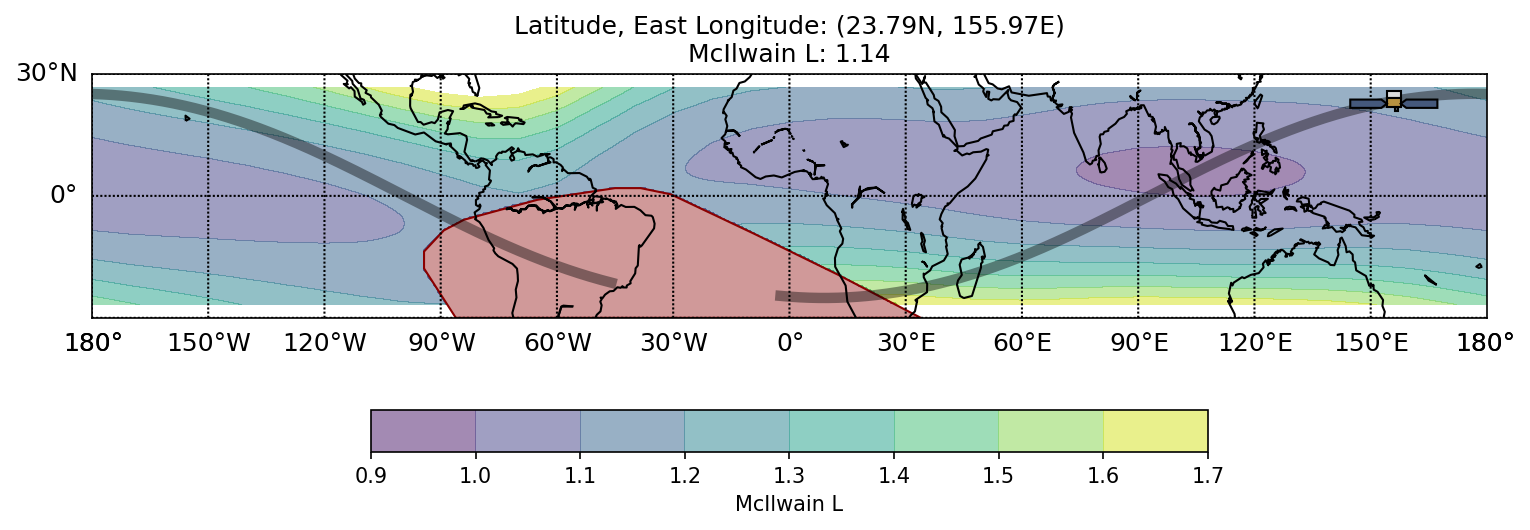 Latitude, East Longitude: (23.79N, 155.97E)
McIlwain L: 1.14
30°N
0°
180° 150°W 120°W 90°W 60°W 30°W 0° 30°E 60°E 90°E 120°E 150°E 180°
0.9 1.0 1.1 1.2 1.3 1.4 1.5 1.6 1.7
McIlwain L